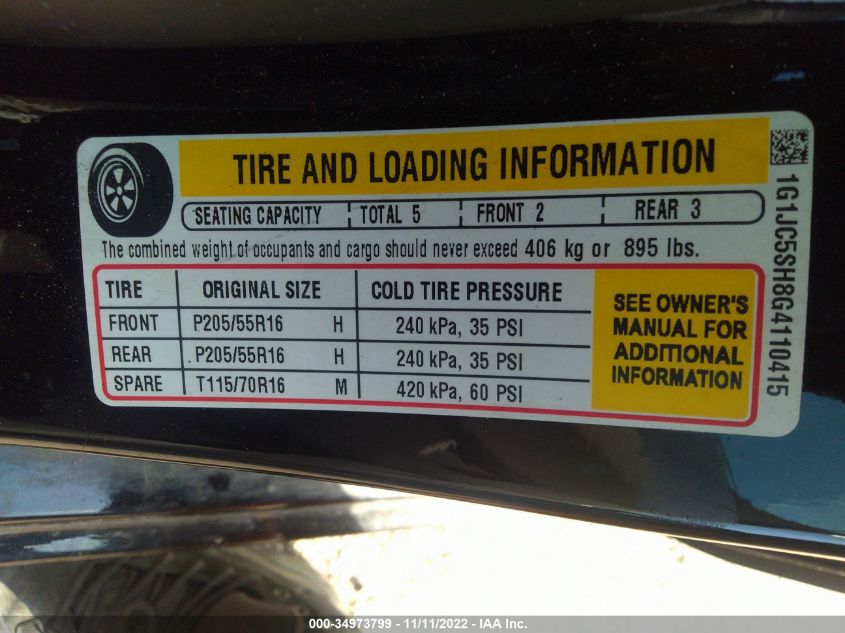 TIRE AND LOADING INFORMATION
SEATING CAPACITY TOTAL 5 FRONT 2 REAR 3
The combined weight of occupants and cargo should never exceed 406 kg or 895 lbs.
TIRE ORIGINAL SIZE COLD TIRE PRESSURE
FRONT P205/55R16 H 240 kPa, 35 PSI
REAR P205/55R16 H 240 kPa, 35 PSI
SPARE T115/70R16 M 420 kPa, 60 PSI
SEE OWNER'S
MANUAL FOR
ADDITIONAL
INFORMATION
1G1JC5SH8G4110415
000-34973799 - 11/11/2022 - IAA Inc.